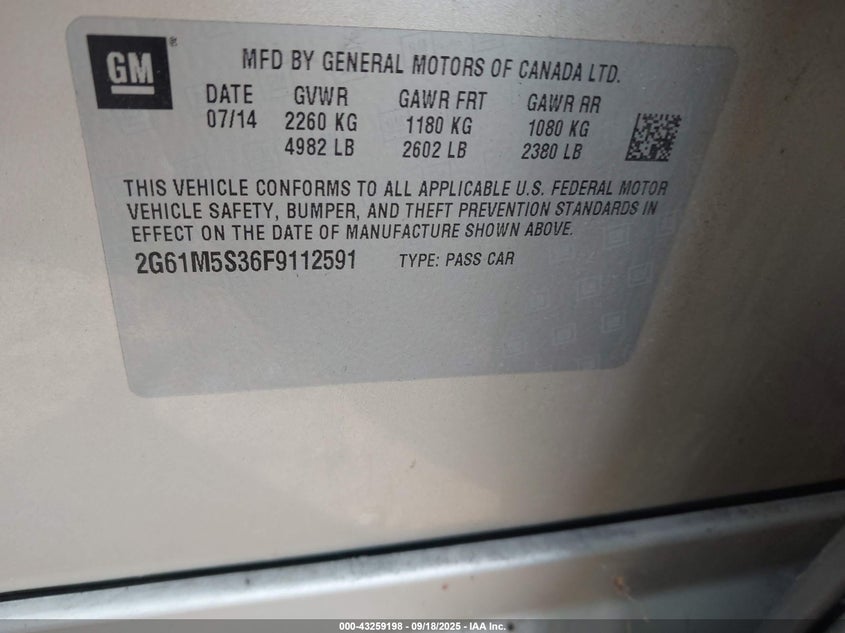 GM®
MFD BY GENERAL MOTORS OF CANADA LTD.
DATE GVWR GAWR FRT GAWR RR
07/14 2260 KG 1180 KG 1080 KG
4982 LB 2602 LB 2380 LB
THIS VEHICLE CONFORMS TO ALL APPLICABLE U.S. FEDERAL MOTOR
VEHICLE SAFETY, BUMPER, AND THEFT PREVENTION STANDARDS IN
EFFECT ON THE DATE OF MANUFACTURE SHOWN ABOVE.
2G61M5S36F9112591 TYPE: PASS CAR
000-43259198 - 09/18/2025 - IAA Inc.